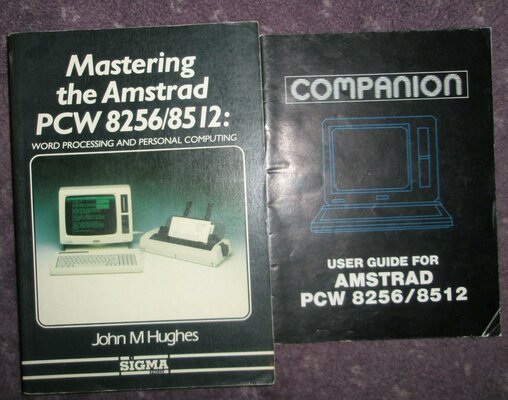 Mastering
the Amstrad
PCW 8256/8512:
WORD PROCESSING AND PERSONAL COMPUTING
John M Hughes
SIGMA
PRESS
COMPANION
USER GUIDE FOR
AMSTRAD
PCW 8256/8512